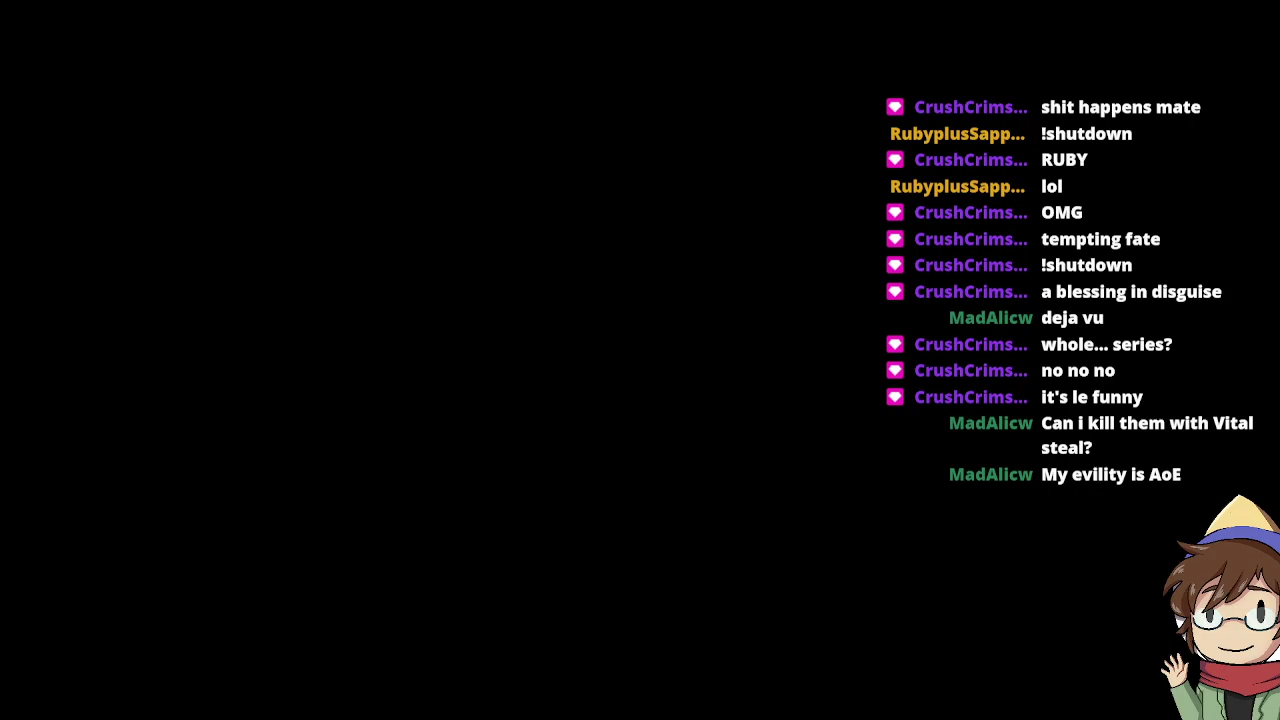 CrushCrims... shit happens mate
RubyplusSapp... !shutdown
CrushCrims... RUBY
RubyplusSapp... lol
CrushCrims... OMG
CrushCrims... tempting fate
CrushCrims... !shutdown
CrushCrims... a blessing in disguise
MadAlicw deja vu
CrushCrims... whole... series?
CrushCrims... no no no
CrushCrims... it's le funny
MadAlicw Can i kill them with Vital
steal?
MadAlicw My evility is AoE